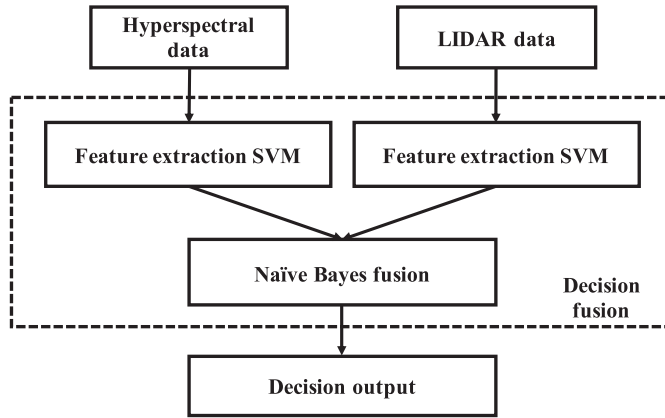 Hyperspectral
data
LIDAR data
Feature extraction SVM
Feature extraction SVM
Naïve Bayes fusion
Decision
fusion
Decision output